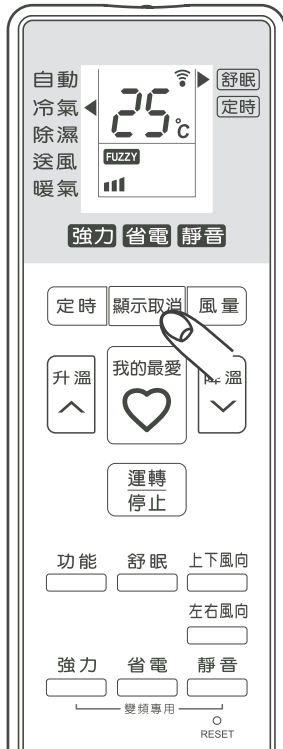 自動 舒眠
冷氣 25°c 定時
除濕
送風 FUZZY
暖氣
強力 省電 靜音
定時 顯示取消 風量
升溫 我的最愛 降溫
運轉
停止
功能 舒眠 上下風向
左右風向
強力 省電 靜音
變頻專用
RESET